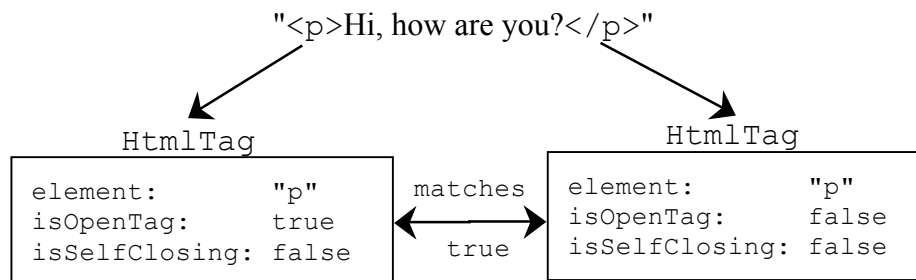 "<p>Hi, how are you?</p>"
HtmlTag
element: "p"
isOpenTag: true
isSelfClosing: false
matches
true
HtmlTag
element: "p"
isOpenTag: false
isSelfClosing: false